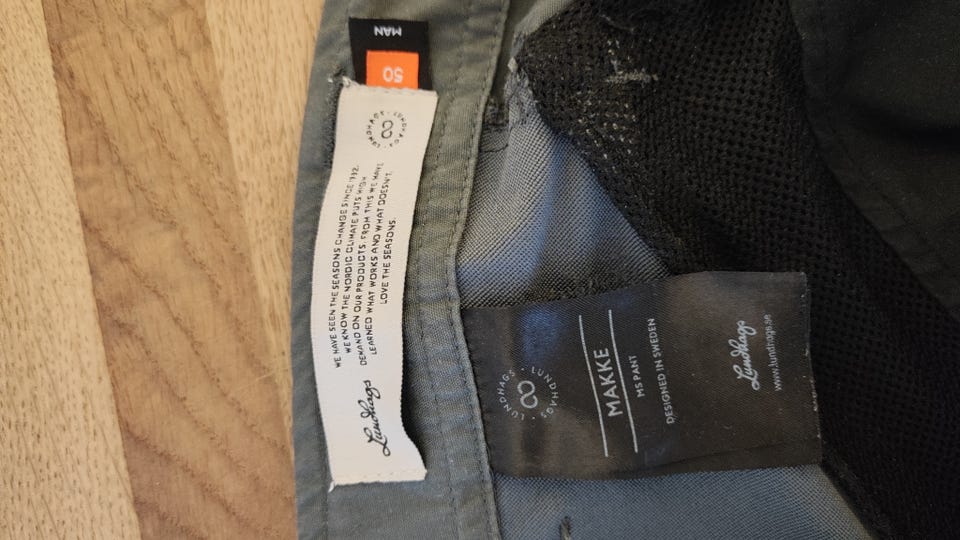 MAN
50
LUNDHAGS · LUNDHAGS ·
WE HAVE SEEN THE SEASONS CHANGE SINCE 1932.
WE KNOW THE NORDIC CLIMATE PUTS HIGH
DEMAND ON OUR PRODUCTS. FROM THIS WE HAVE
LEARNED WHAT WORKS AND WHAT DOESN'T.
LOVE THE SEASONS.
Lundhags
LUNDHAGS · LUNDHAGS ·
MAKKE
MS PANT
DESIGNED IN SWEDEN
Lundhags
www.lundhags.se